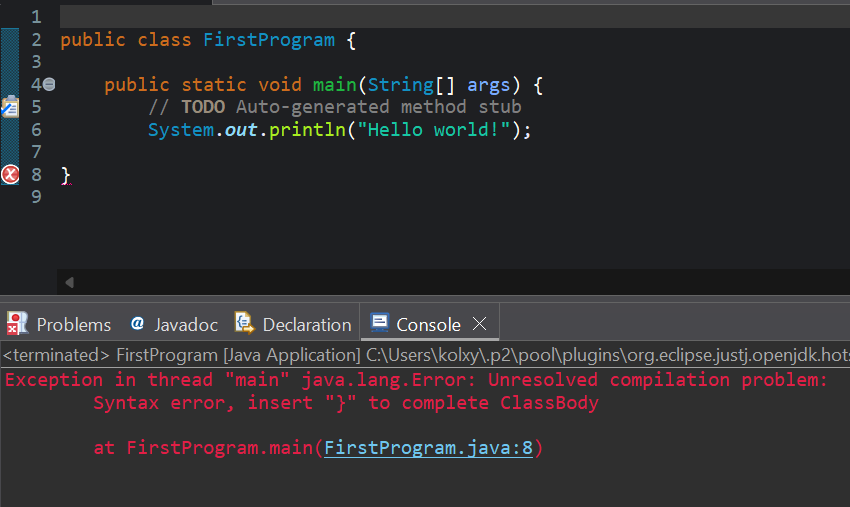 1
2 public class FirstProgram {
3
4 public static void main(String[] args) {
5 // TODO Auto-generated method stub
6 System.out.println("Hello world!");
7
8 }
9
Problems @ Javadoc Declaration Console
<terminated> FirstProgram [Java Application] C:\Users\kolxy\.p2\pool\plugins\org.eclipse.justj.openjdk.hots
Exception in thread "main" java.lang.Error: Unresolved compilation problem:
Syntax error, insert "}" to complete ClassBody
at FirstProgram.main(FirstProgram.java:8)